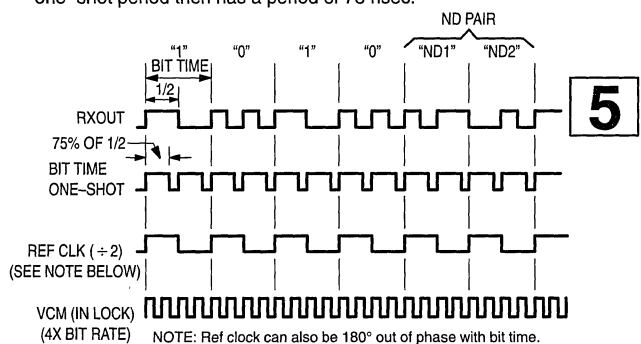 one-shot period then has a period of 78 nsec.
ND PAIR
"1" "0" "1" "0" "ND1" "ND2"
BIT TIME
1/2
RXOUT
5
75% OF 1/2
BIT TIME
ONE–SHOT
REF CLK (÷2)
(SEE NOTE BELOW)
VCM (IN LOCK)
(4X BIT RATE)
NOTE: Ref clock can also be 180° out of phase with bit time.